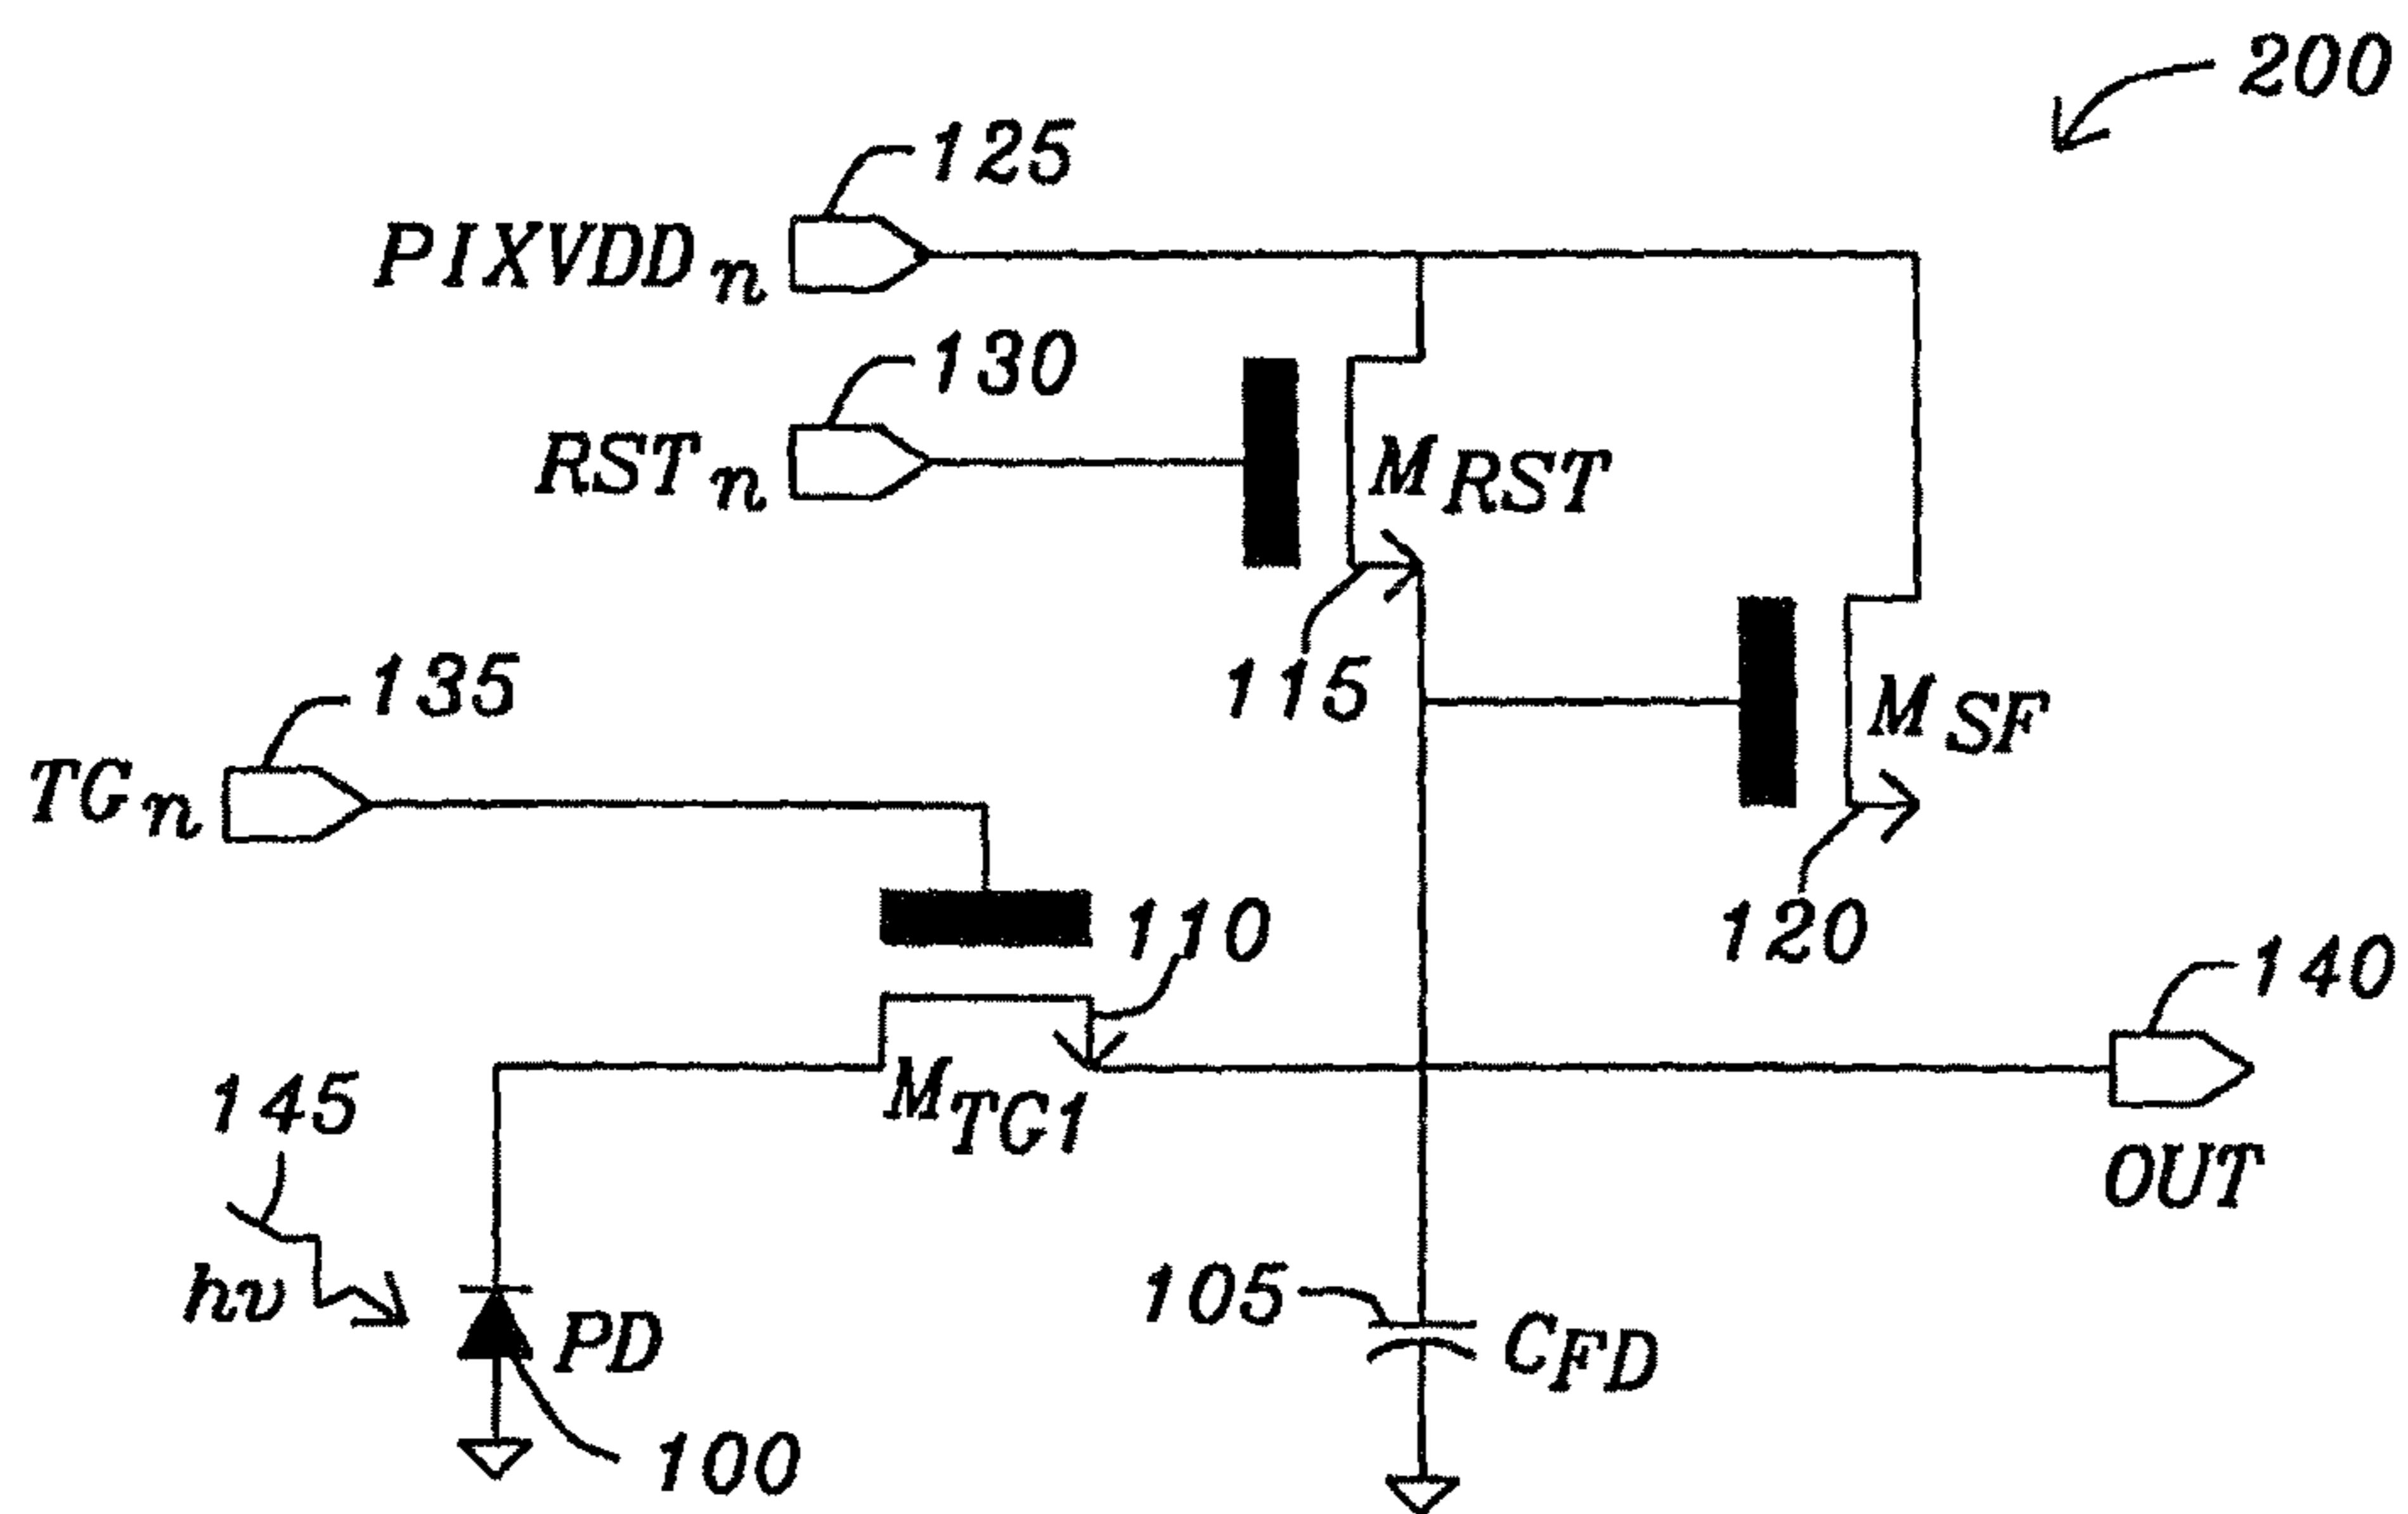 200
125
PIXVDDn
130
RSTn
MRST
115
135
MSF
TGn
110
120
140
145
MTG1
OUT
hν
105
PD
CFD
100